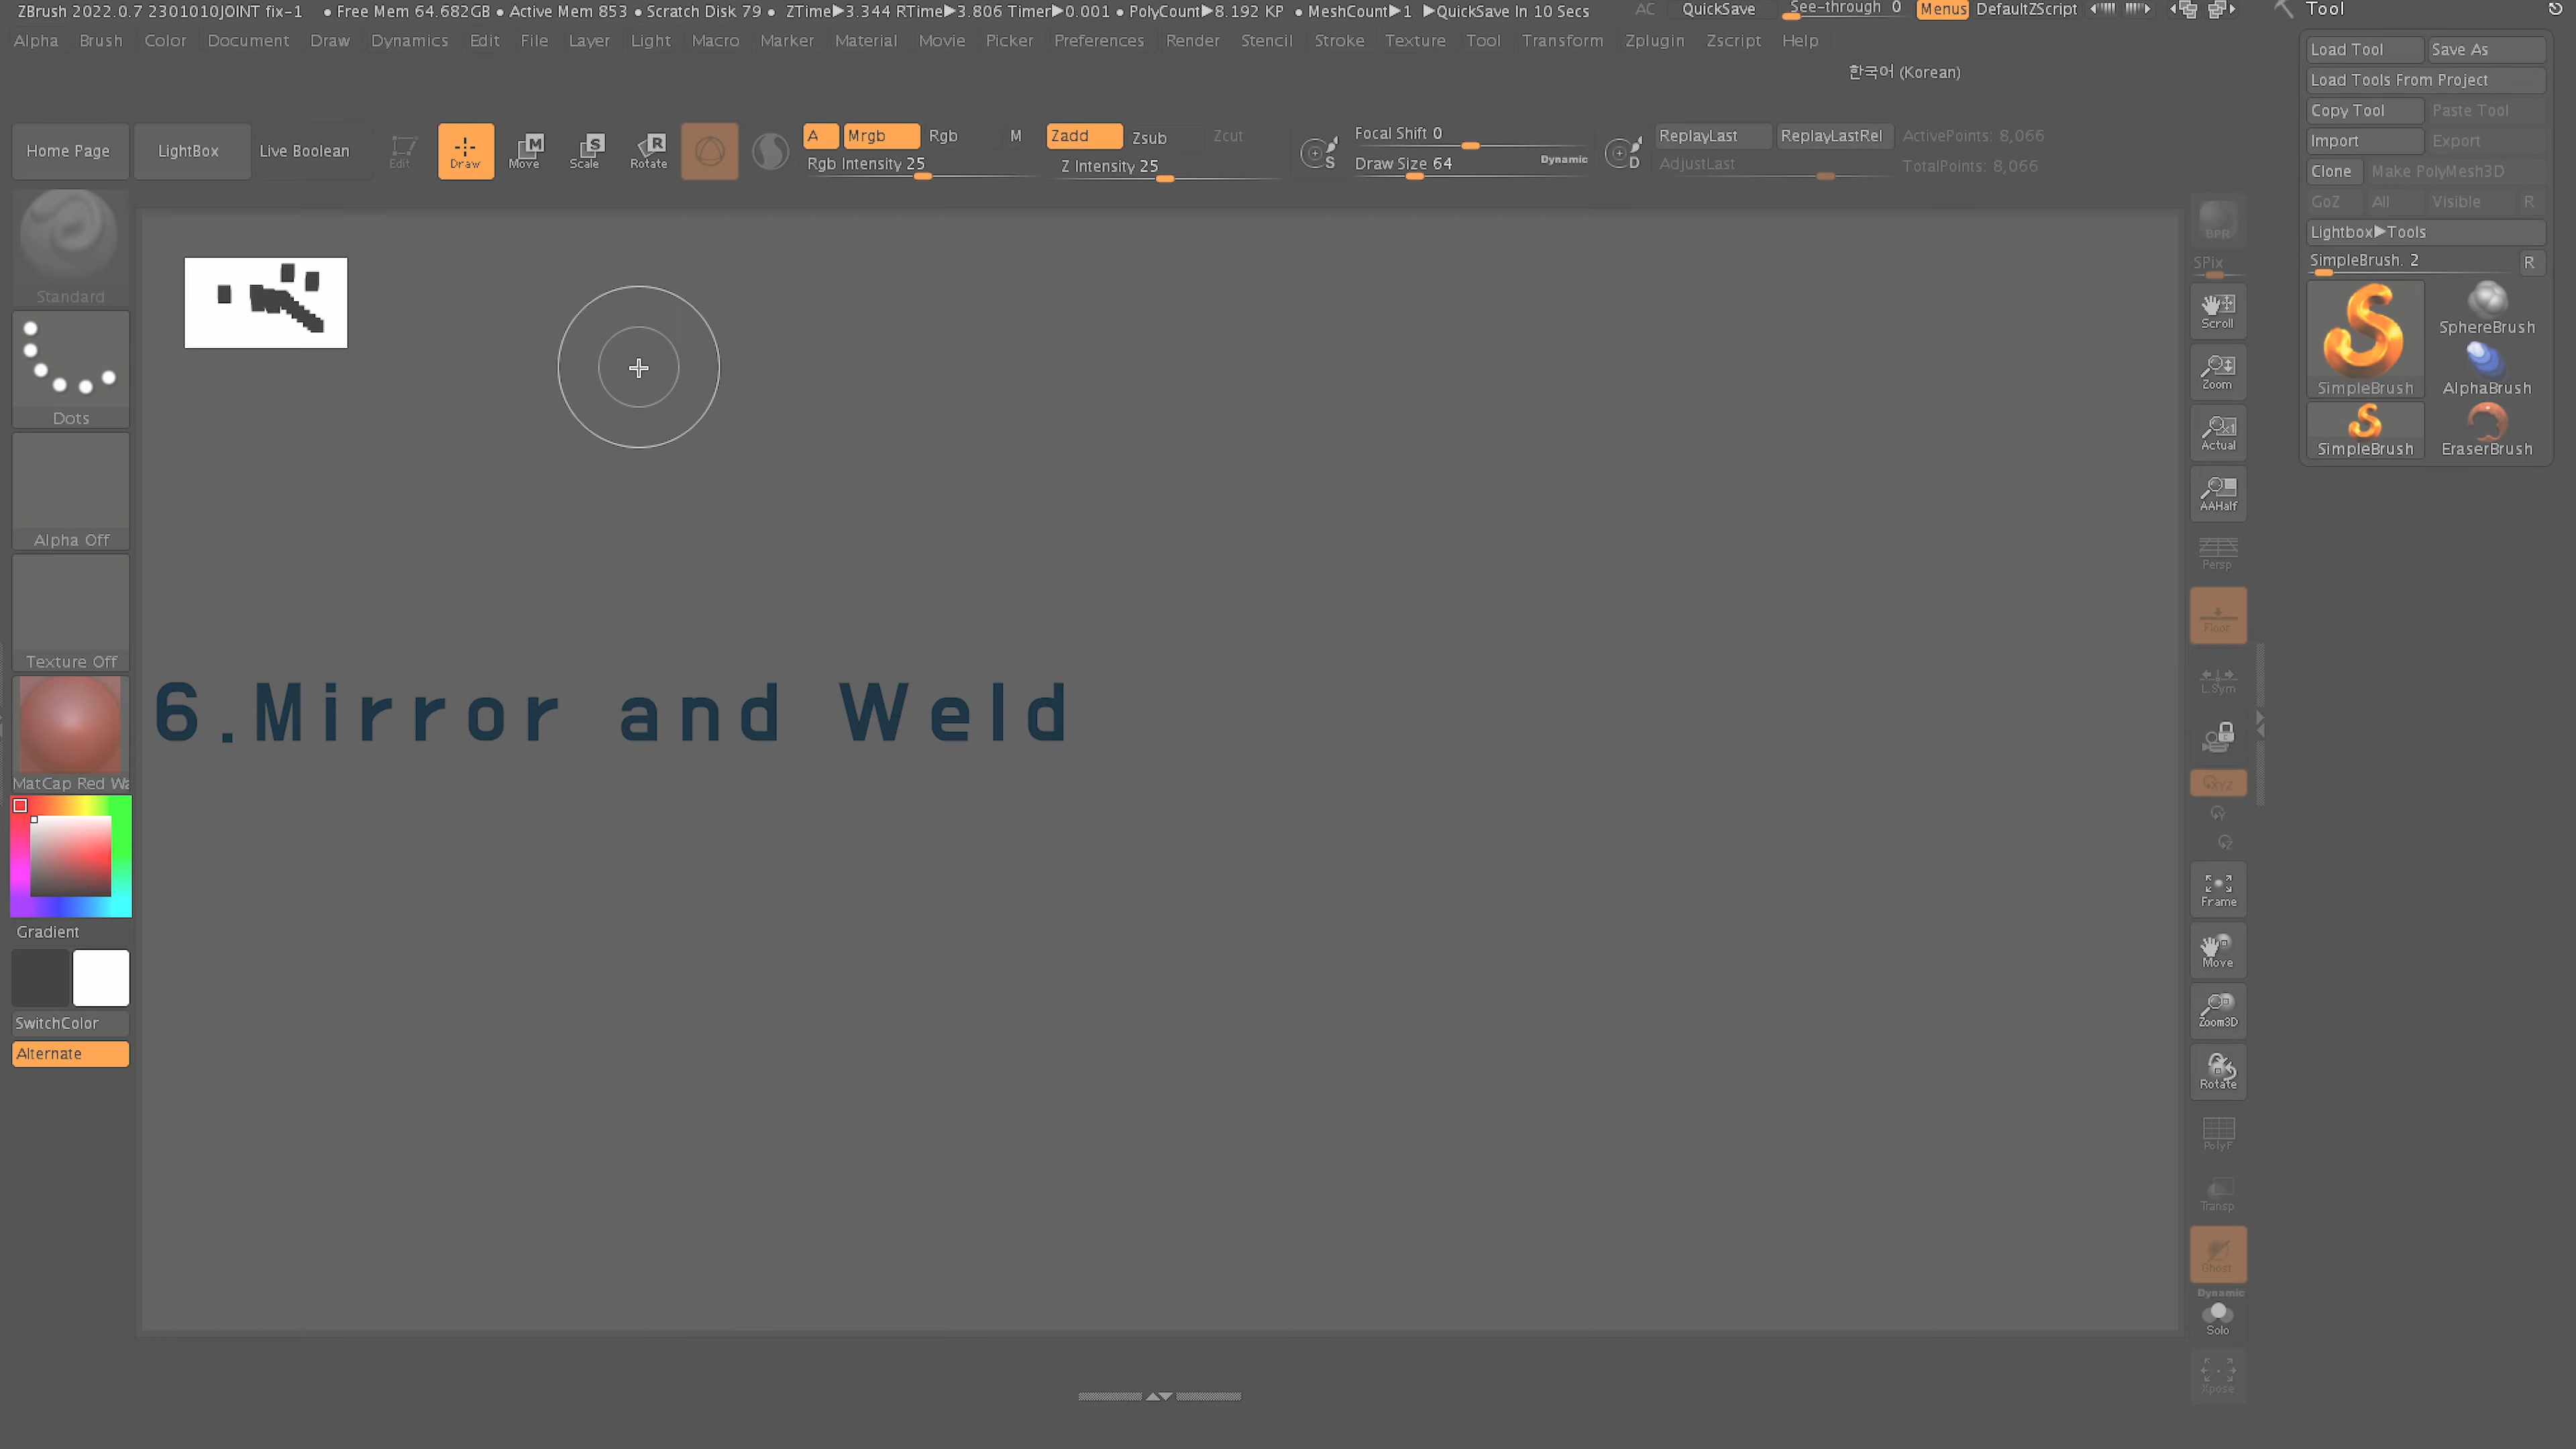 ZBrush 2022.0.7 2301010JOINT fix-1 • Free Mem 64.682GB • Active Mem 853 • Scratch Disk 79 • ZTime▶3.344 RTime▶3.806 Timer▶0.001 • PolyCount▶8.192 KP • MeshCount▶1 ▶QuickSave In 10 Secs AC QuickSave See-through 0 Menus DefaultZScript Tool
Alpha Brush Color Document Draw Dynamics Edit File Layer Light Macro Marker Material Movie Picker Preferences Render Stencil Stroke Texture Tool Transform Zplugin Zscript Help
한국어 (Korean)
Home Page LightBox Live Boolean Edit Draw Move Scale Rotate
A Mrgb Rgb M Zadd Zsub Zcut
Rgb Intensity 25 Z Intensity 25
Focal Shift 0
Draw Size 64 Dynamic
S D
ReplayLast ReplayLastRel ActivePoints: 8,066
AdjustLast TotalPoints: 8,066
Standard
Dots
Alpha Off
Texture Off
MatCap Red Wa
Gradient
SwitchColor
Alternate
6.Mirror and Weld
BPR
SPix
Scroll
Zoom
Actual
AAHalf
Persp
Floor
L.Sym
XYZ
Y
Z
Frame
Move
Zoom3D
Rotate
PolyF
Transp
Ghost
Dynamic
Solo
Xpose
Load Tool Save As
Load Tools From Project
Copy Tool Paste Tool
Import Export
Clone Make PolyMesh3D
GoZ All Visible R
Lightbox▶Tools
SimpleBrush. 2 R
SimpleBrush SphereBrush
AlphaBrush
SimpleBrush EraserBrush